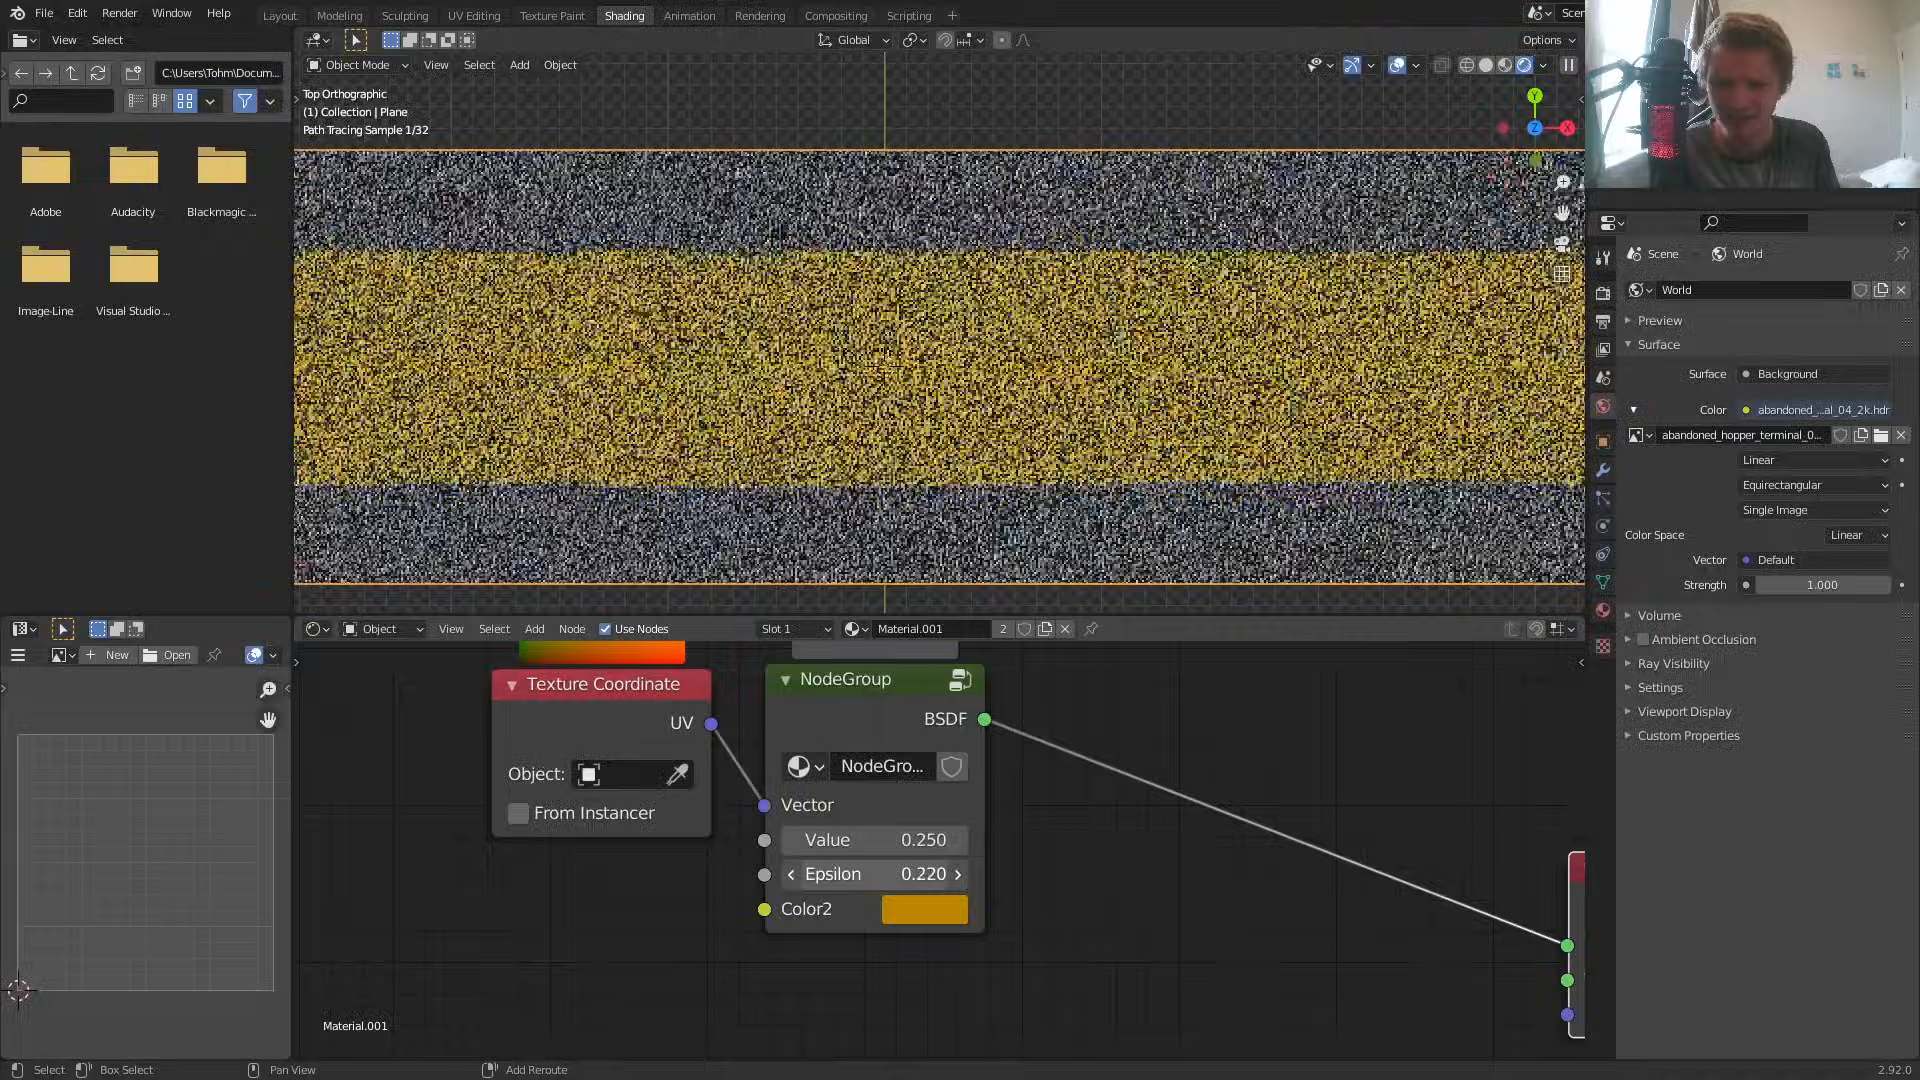 File Edit Render Window Help
Layout Modeling Sculpting UV Editing Texture Paint Shading Animation Rendering Compositing Scripting +
Scen
View Select
Global
Options
C:\Users\Tohm\Docum...
Object Mode View Select Add Object
Top Orthographic
(1) Collection | Plane
Path Tracing Sample 1/32
Y
Z X
Adobe Audacity Blackmagic ...
Image-Line Visual Studio ...
Scene World
World
Preview
Surface
Surface Background
Color abandoned_...al_04_2k.hdr
abandoned_hopper_terminal_0...
Linear
Equirectangular
Single Image
Color Space Linear
Vector Default
Strength 1.000
Volume
Ambient Occlusion
Ray Visibility
Settings
Viewport Display
Custom Properties
Object View Select Add Node Use Nodes Slot 1 Material.001 2
New Open
Texture Coordinate
UV
Object:
From Instancer
NodeGroup
BSDF
NodeGro...
Vector
Value 0.250
Epsilon 0.220
Color2
Material.001
Select Box Select Pan View Add Reroute 2.92.0